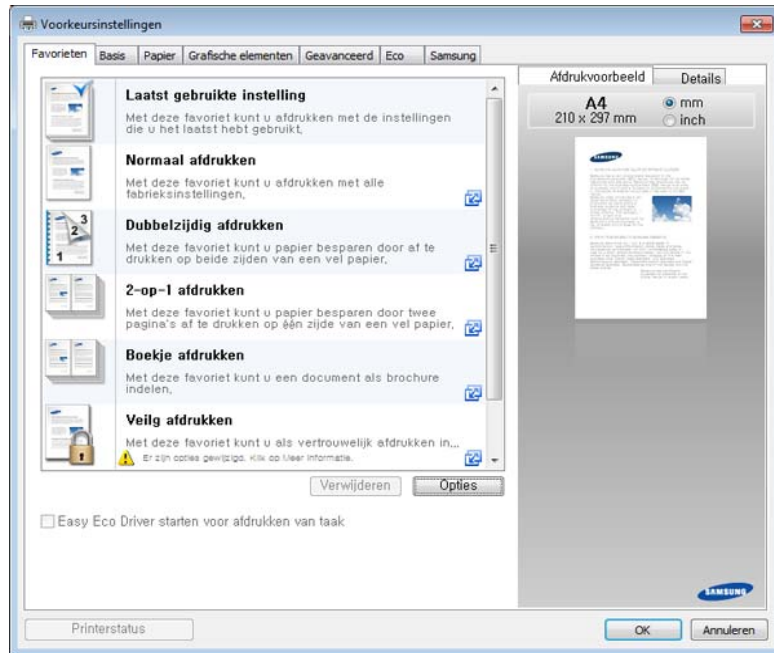 Voorkeursinstellingen
Favorieten Basis Papier Grafische elementen Geavanceerd Eco Samsung
Laatst gebruikte instelling
Met deze favoriet kunt u afdrukken met de instellingen
die u het laatst hebt gebruikt.
Normaal afdrukken
Met deze favoriet kunt u afdrukken met alle
fabrieksinstellingen.
Dubbelzijdig afdrukken
Met deze favoriet kunt u papier besparen door af te
drukken op beide zijden van een vel papier.
2-op-1 afdrukken
Met deze favoriet kunt u papier besparen door twee
pagina's af te drukken op één zijde van een vel papier.
Boekje afdrukken
Met deze favoriet kunt u een document als brochure
indelen.
Veilg afdrukken
Met deze favoriet kunt u als vertrouwelijk afdrukken in...
Er zijn opties gewijzigd. Klik op Meer informatie.
1 2 3
Verwijderen Opties
Easy Eco Driver starten voor afdrukken van taak
Afdrukvoorbeeld Details
A4
210 x 297 mm
mm
inch
SAMSUNG
SAMSUNG
Printerstatus
OK Annuleren